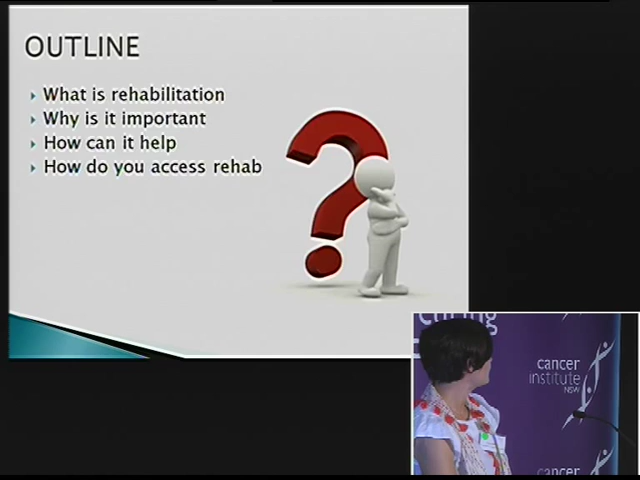 OUTLINE
What is rehabilitation
Why is it important
How can it help
How do you access rehab
cancer
institute
NSW
cancer